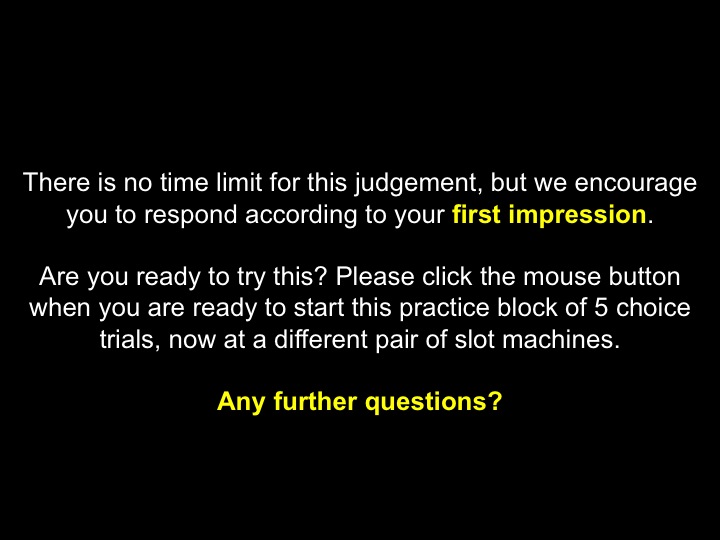 There is no time limit for this judgement, but we encourage
you to respond according to your first impression.
Are you ready to try this? Please click the mouse button
when you are ready to start this practice block of 5 choice
trials, now at a different pair of slot machines.
Any further questions?